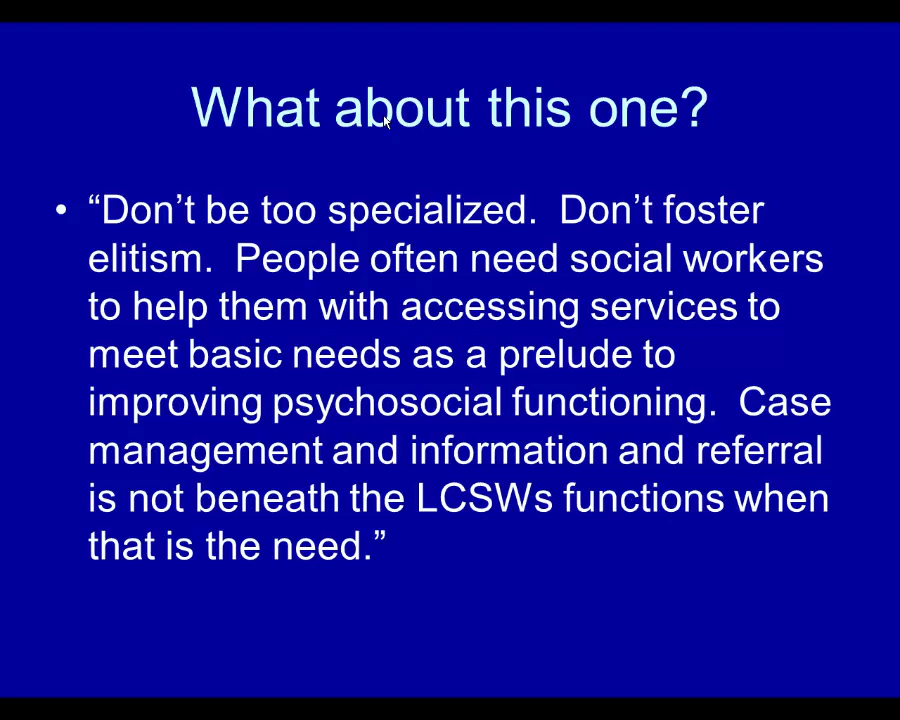 What about this one?
• “Don’t be too specialized.  Don’t foster
elitism.  People often need social workers
to help them with accessing services to
meet basic needs as a prelude to
improving psychosocial functioning.  Case
management and information and referral
is not beneath the LCSWs functions when
that is the need.”